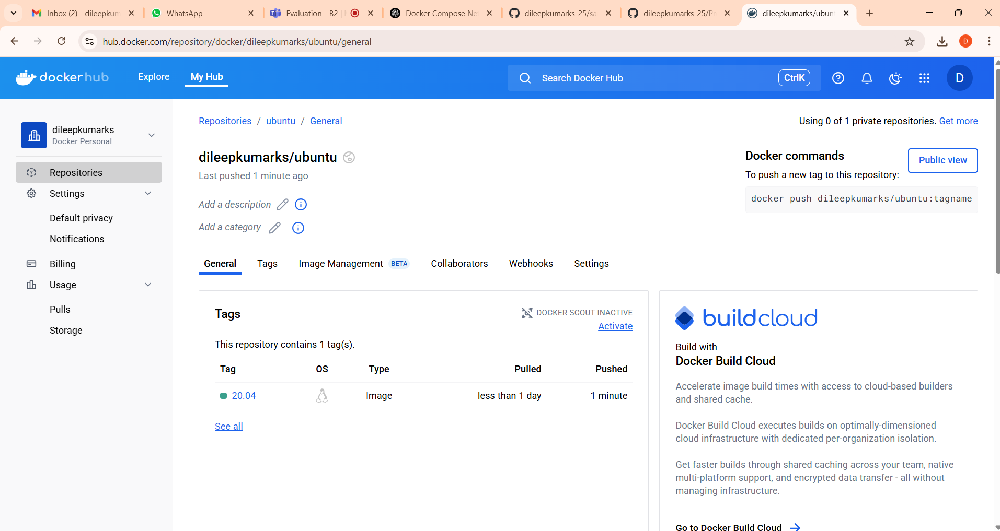 Inbox (2) - dileepkum
WhatsApp
Evaluation - B2 |
Docker Compose Ne
dileepkumarks-25/sa
dileepkumarks-25/Pr
dileepkumarks/ubun
hub.docker.com/repository/docker/dileepkumarks/ubuntu/general
D
docker hub
Explore
My Hub
Search Docker Hub
CtrlK
D
dileepkumarks
Docker Personal
Repositories
Settings
Default privacy
Notifications
Billing
Usage
Pulls
Storage
Repositories / ubuntu / General
Using 0 of 1 private repositories. Get more
dileepkumarks/ubuntu
Last pushed 1 minute ago
Add a description
Add a category
Docker commands
Public view
To push a new tag to this repository:
docker push dileepkumarks/ubuntu:tagname
General
Tags
Image Management BETA
Collaborators
Webhooks
Settings
Tags
DOCKER SCOUT INACTIVE
Activate
This repository contains 1 tag(s).
Tag OS Type Pulled Pushed
20.04 Image less than 1 day 1 minute
See all
buildcloud
Build with
Docker Build Cloud
Accelerate image build times with access to cloud-based builders
and shared cache.
Docker Build Cloud executes builds on optimally-dimensioned
cloud infrastructure with dedicated per-organization isolation.
Get faster builds through shared caching across your team, native
multi-platform support, and encrypted data transfer - all without
managing infrastructure.
Go to Docker Build Cloud